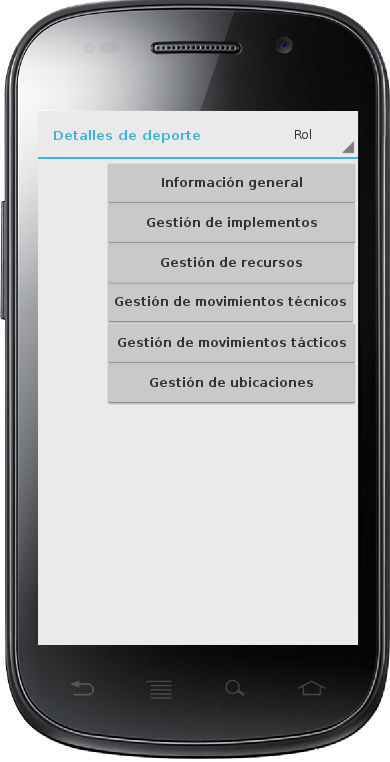 Detalles de deporte Rol
Información general
Gestión de implementos
Gestión de recursos
Gestión de movimientos técnicos
Gestión de movimientos tácticos
Gestión de ubicaciones